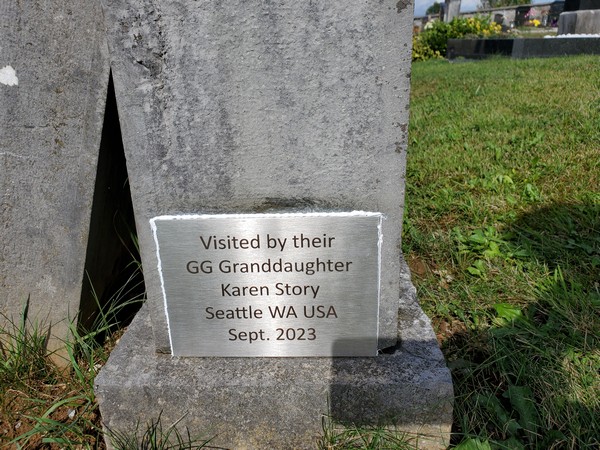 Visited by their
GG Granddaughter
Karen Story
Seattle WA USA
Sept. 2023